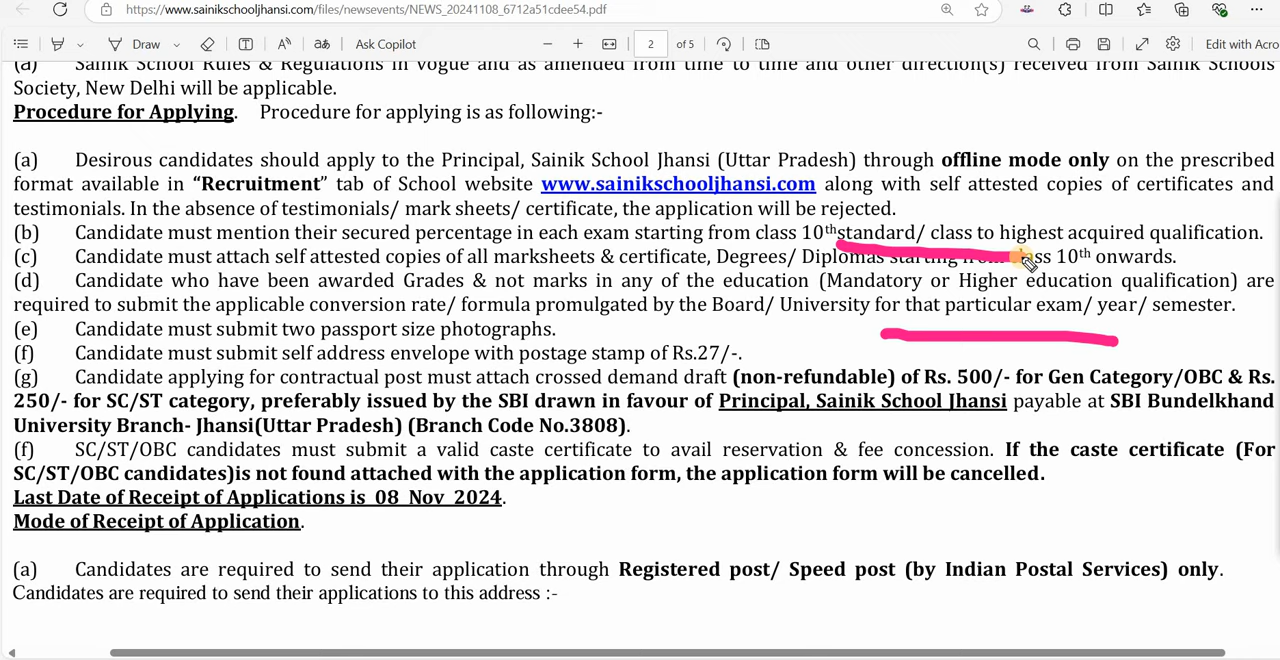 https://www.sainikschooljhansi.com/files/newsevents/NEWS_20241108_6712a51cdee54.pdf
Draw Ask Copilot 2 of 5 Edit with Acro
(a) Sainik School Rules & Regulations in vogue and as amended from time to time and other direction(s) received from Sainik Schools
Society, New Delhi will be applicable.
Procedure for Applying. Procedure for applying is as following:-
(a) Desirous candidates should apply to the Principal, Sainik School Jhansi (Uttar Pradesh) through offline mode only on the prescribed
format available in “Recruitment” tab of School website www.sainikschooljhansi.com along with self attested copies of certificates and
testimonials. In the absence of testimonials/ mark sheets/ certificate, the application will be rejected.
(b) Candidate must mention their secured percentage in each exam starting from class 10thstandard/ class to highest acquired qualification.
(c) Candidate must attach self attested copies of all marksheets & certificate, Degrees/ Diplomas starting from class 10th onwards.
(d) Candidate who have been awarded Grades & not marks in any of the education (Mandatory or Higher education qualification) are
required to submit the applicable conversion rate/ formula promulgated by the Board/ University for that particular exam/ year/ semester.
(e) Candidate must submit two passport size photographs.
(f) Candidate must submit self address envelope with postage stamp of Rs.27/-.
(g) Candidate applying for contractual post must attach crossed demand draft (non-refundable) of Rs. 500/- for Gen Category/OBC & Rs.
250/- for SC/ST category, preferably issued by the SBI drawn in favour of Principal, Sainik School Jhansi payable at SBI Bundelkhand
University Branch- Jhansi(Uttar Pradesh) (Branch Code No.3808).
(f) SC/ST/OBC candidates must submit a valid caste certificate to avail reservation & fee concession. If the caste certificate (For
SC/ST/OBC candidates)is not found attached with the application form, the application form will be cancelled.
Last Date of Receipt of Applications is 08 Nov 2024.
Mode of Receipt of Application.
(a) Candidates are required to send their application through Registered post/ Speed post (by Indian Postal Services) only.
Candidates are required to send their applications to this address :-